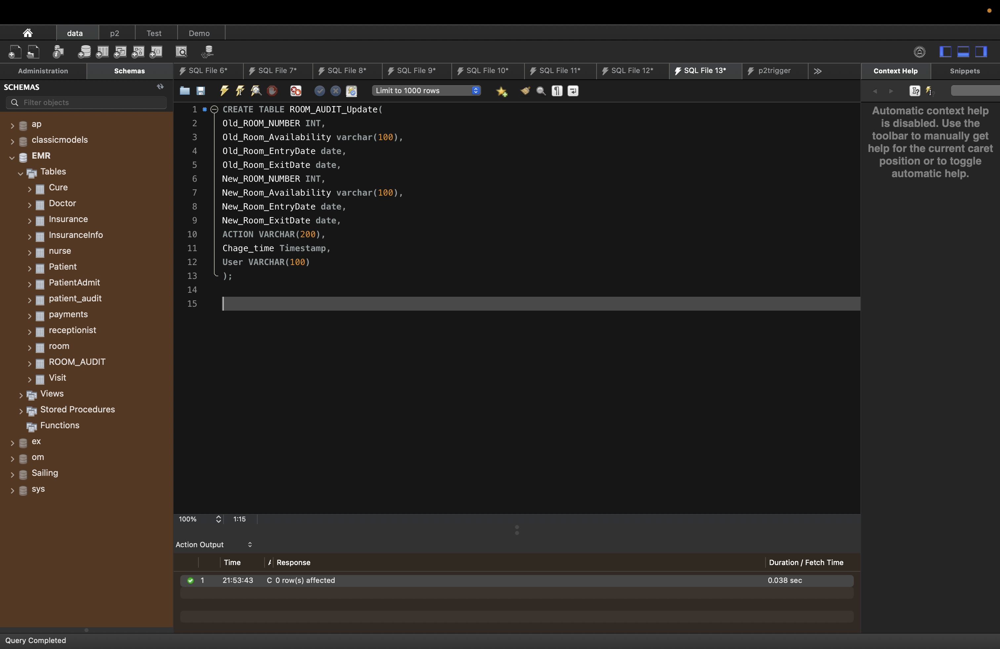 data
p2
Test
Demo
Administration
Schemas
SQL File 6*
SQL File 7*
SQL File 8*
SQL File 9*
SQL File 10*
SQL File 11*
SQL File 12*
SQL File 13*
p2trigger
Context Help
Snippets
SCHEMAS
Filter objects
Limit to 1000 rows
ap
classicmodels
EMR
Tables
Cure
Doctor
Insurance
InsuranceInfo
nurse
Patient
PatientAdmit
patient_audit
payments
receptionist
room
ROOM_AUDIT
Visit
Views
Stored Procedures
Functions
ex
om
Sailing
sys
1 CREATE TABLE ROOM_AUDIT_Update(
2 Old_ROOM_NUMBER INT,
3 Old_Room_Availability varchar(100),
4 Old_Room_EntryDate date,
5 Old_Room_ExitDate date,
6 New_ROOM_NUMBER INT,
7 New_Room_Availability varchar(100),
8 New_Room_EntryDate date,
9 New_Room_ExitDate date,
10 ACTION VARCHAR(200),
11 Chage_time Timestamp,
12 User VARCHAR(100)
13 );
14
15
Automatic context help
is disabled. Use the
toolbar to manually get
help for the current caret
position or to toggle
automatic help.
100%
1:15
Action Output
Time
Response
Duration / Fetch Time
1
21:53:43
C
0 row(s) affected
0.038 sec
Query Completed